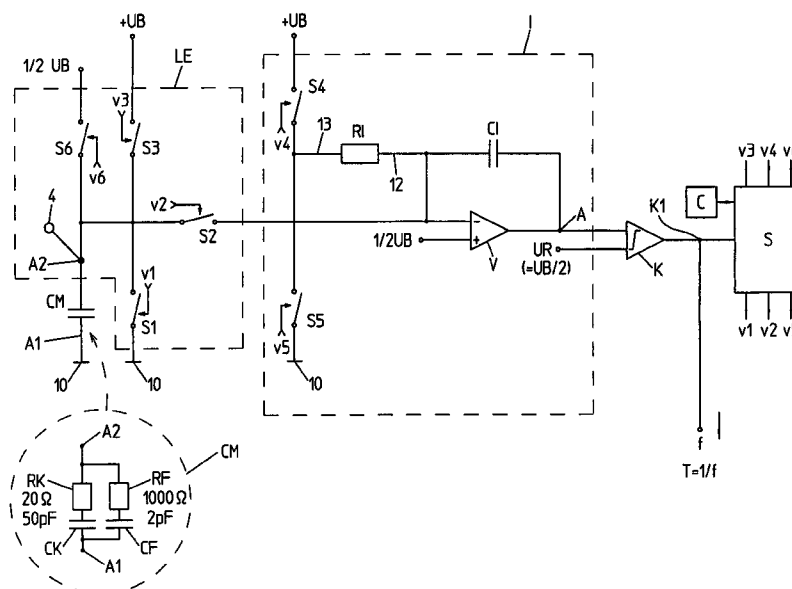 +UB
+UB
I
1/2 UB
LE
v3
S4
v4
13
RI
CI
S6
S3
v6
12
v3
v4
v
C
4
v2
S2
K1
A
S
1/2UB
V
UR
(=UB/2)
K
A2
CM
v1
S1
S5
v5
v1
v2
v
A1
10
10
10
f
T=1/f
A2
CM
RK
20Ω
50pF
RF
1000Ω
2pF
CK
CF
A1